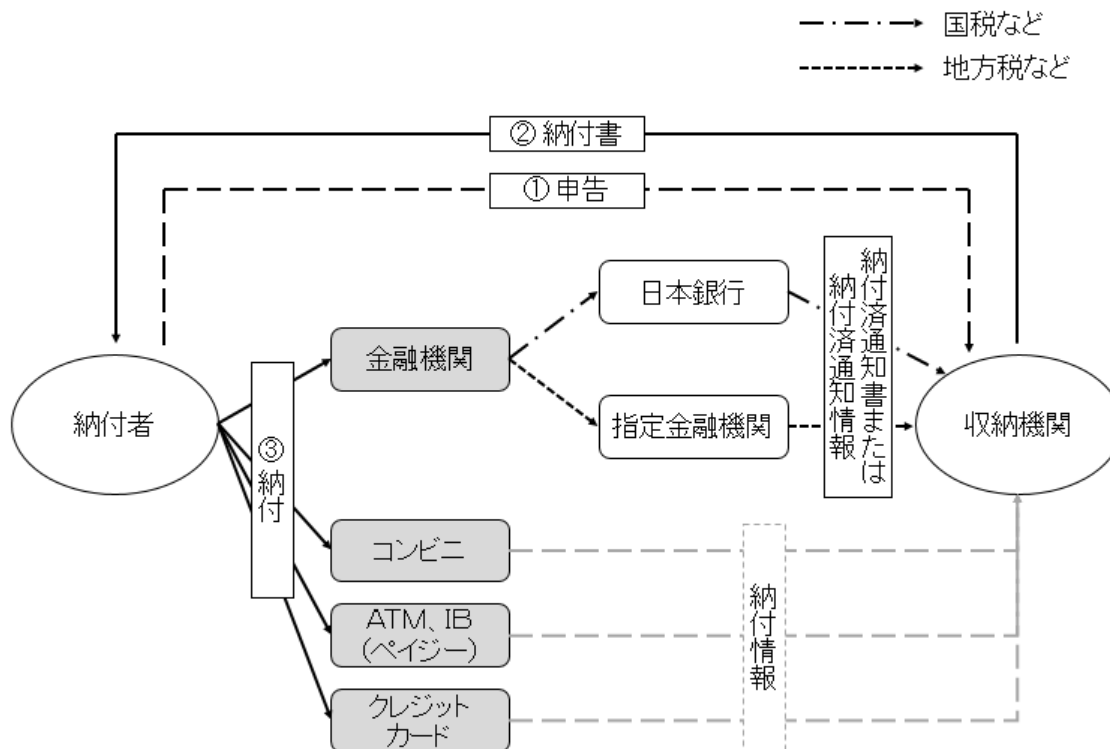 国税など
地方税など
② 納付書
① 申告
納付済通知書または
納付済通知情報
日本銀行
金融機関
指定金融機関
納付者
収納機関
③納付
コンビニ
ATM、IB
(ペイジー)
納付情報
クレジット
カード